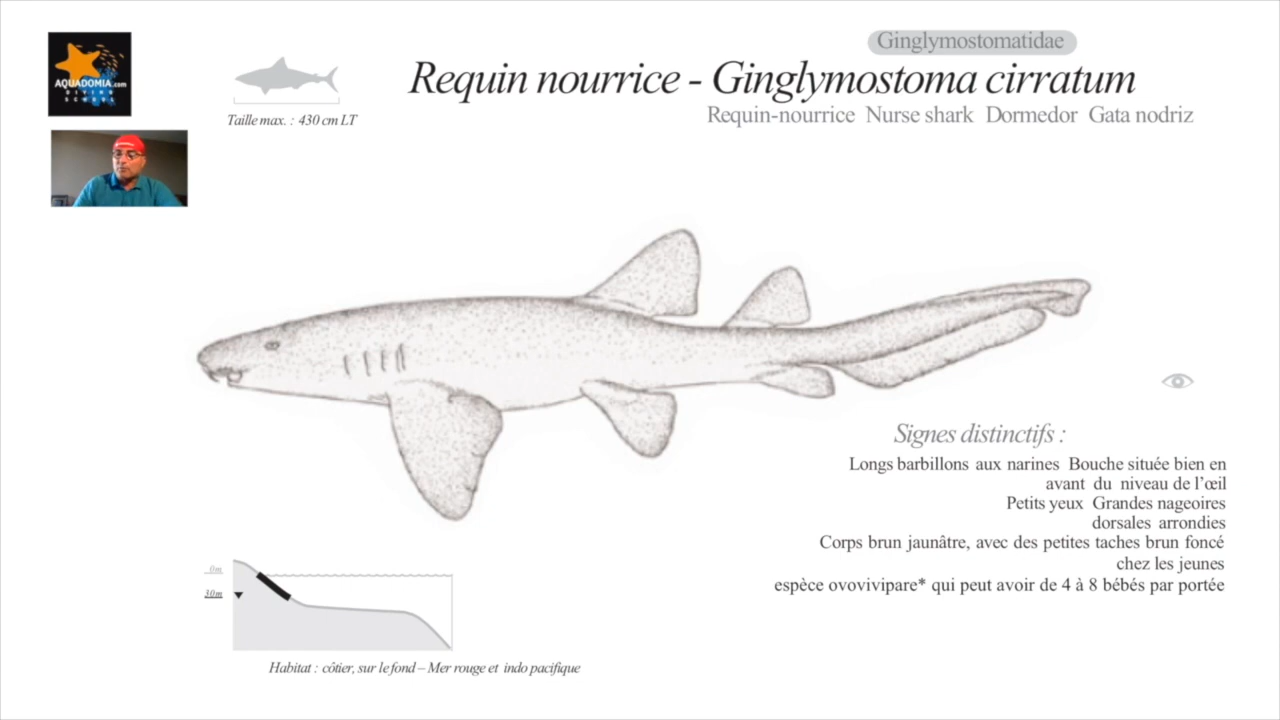 Ginglymostomatidae
AQUADOMIA.com
DIVING
SCHOOL
Requin nourrice - Ginglymostoma cirratum
Requin-nourrice Nurse shark Dormedor Gata nodriz
Taille max. : 430 cm LT
Signes distinctifs :
Longs barbillons aux narines Bouche située bien en
avant du niveau de l’œil
Petits yeux Grandes nageoires
dorsales arrondies
Corps brun jaunâtre, avec des petites taches brun foncé
chez les jeunes
espèce ovovivipare* qui peut avoir de 4 à 8 bébés par portée
0m
30m
Habitat : côtier, sur le fond – Mer rouge et indo pacifique